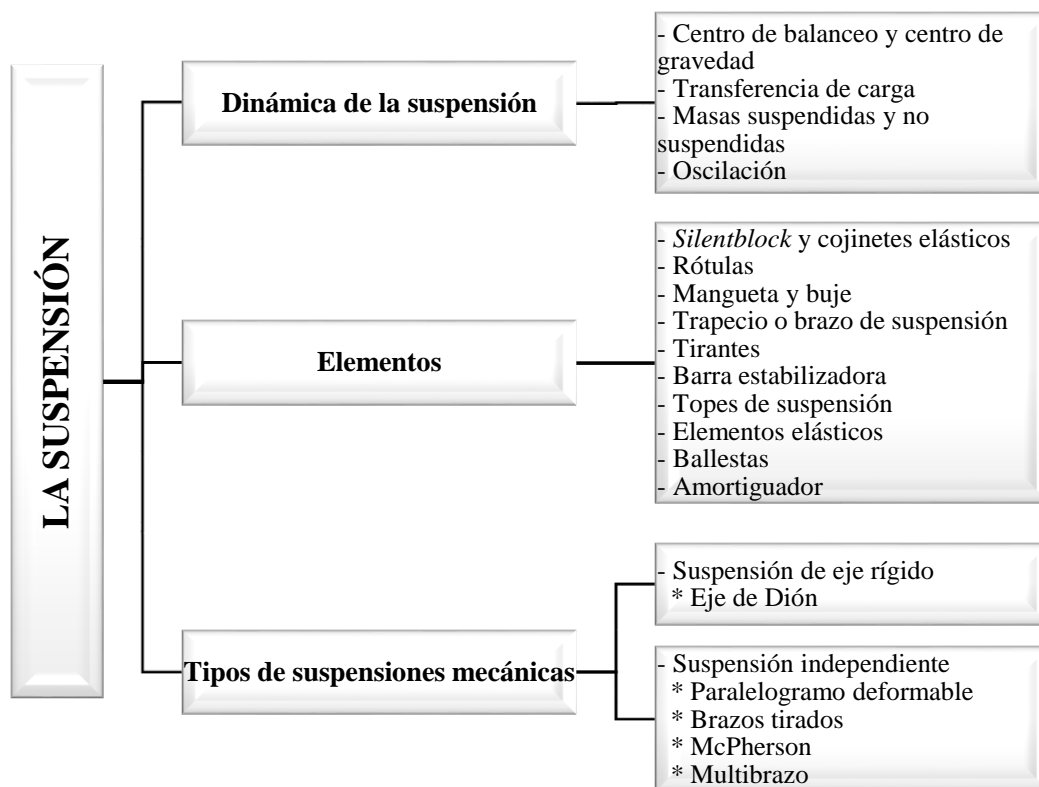 LA SUSPENSIÓN
Dinámica de la suspensión
- Centro de balanceo y centro de
gravedad
- Transferencia de carga
- Masas suspendidas y no
suspendidas
- Oscilación
Elementos
- Silentblock y cojinetes elásticos
- Rótulas
- Mangueta y buje
- Trapecio o brazo de suspensión
- Tirantes
- Barra estabilizadora
- Topes de suspensión
- Elementos elásticos
- Ballestas
- Amortiguador
Tipos de suspensiones mecánicas
- Suspensión de eje rígido
* Eje de Dión
- Suspensión independiente
* Paralelogramo deformable
* Brazos tirados
* McPherson
* Multibrazo